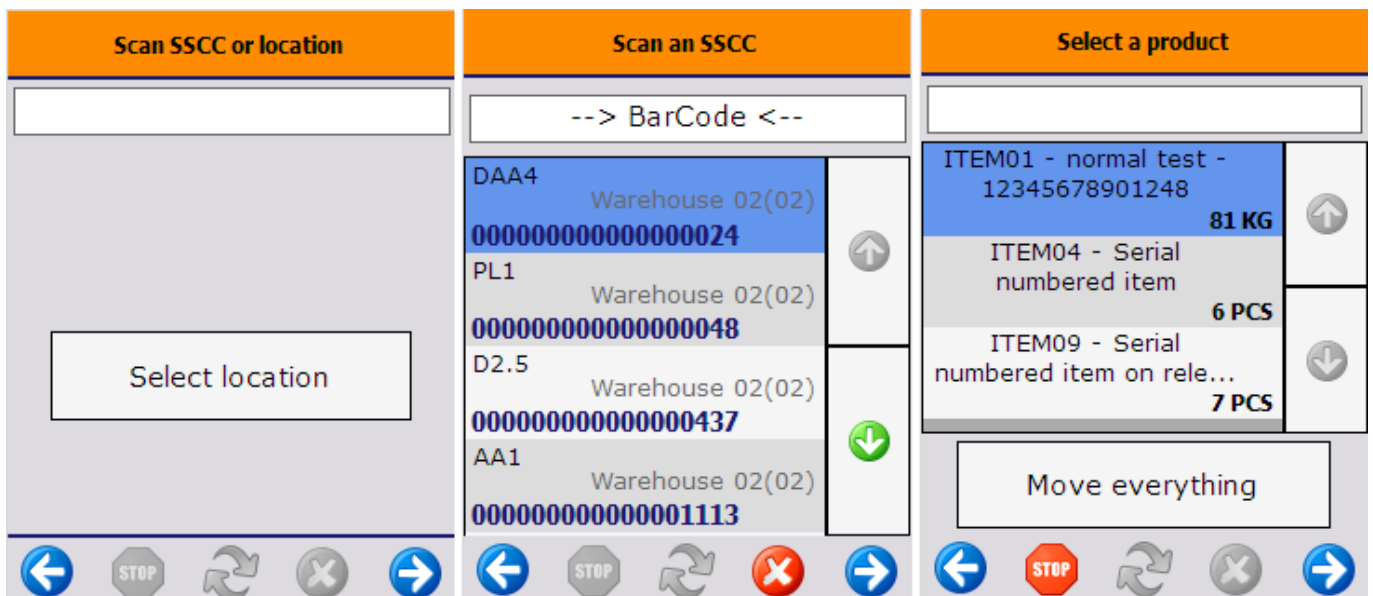 Scan SSCC or location
Select location
STOP
Scan an SSCC
--> BarCode <--
DAA4
Warehouse 02(02)
000000000000000024
PL1
Warehouse 02(02)
000000000000000048
D2.5
Warehouse 02(02)
000000000000000437
AA1
Warehouse 02(02)
000000000000001113
STOP
Select a product
ITEM01 - normal test -
12345678901248
81 KG
ITEM04 - Serial
numbered item
6 PCS
ITEM09 - Serial
numbered item on rele...
7 PCS
Move everything
STOP